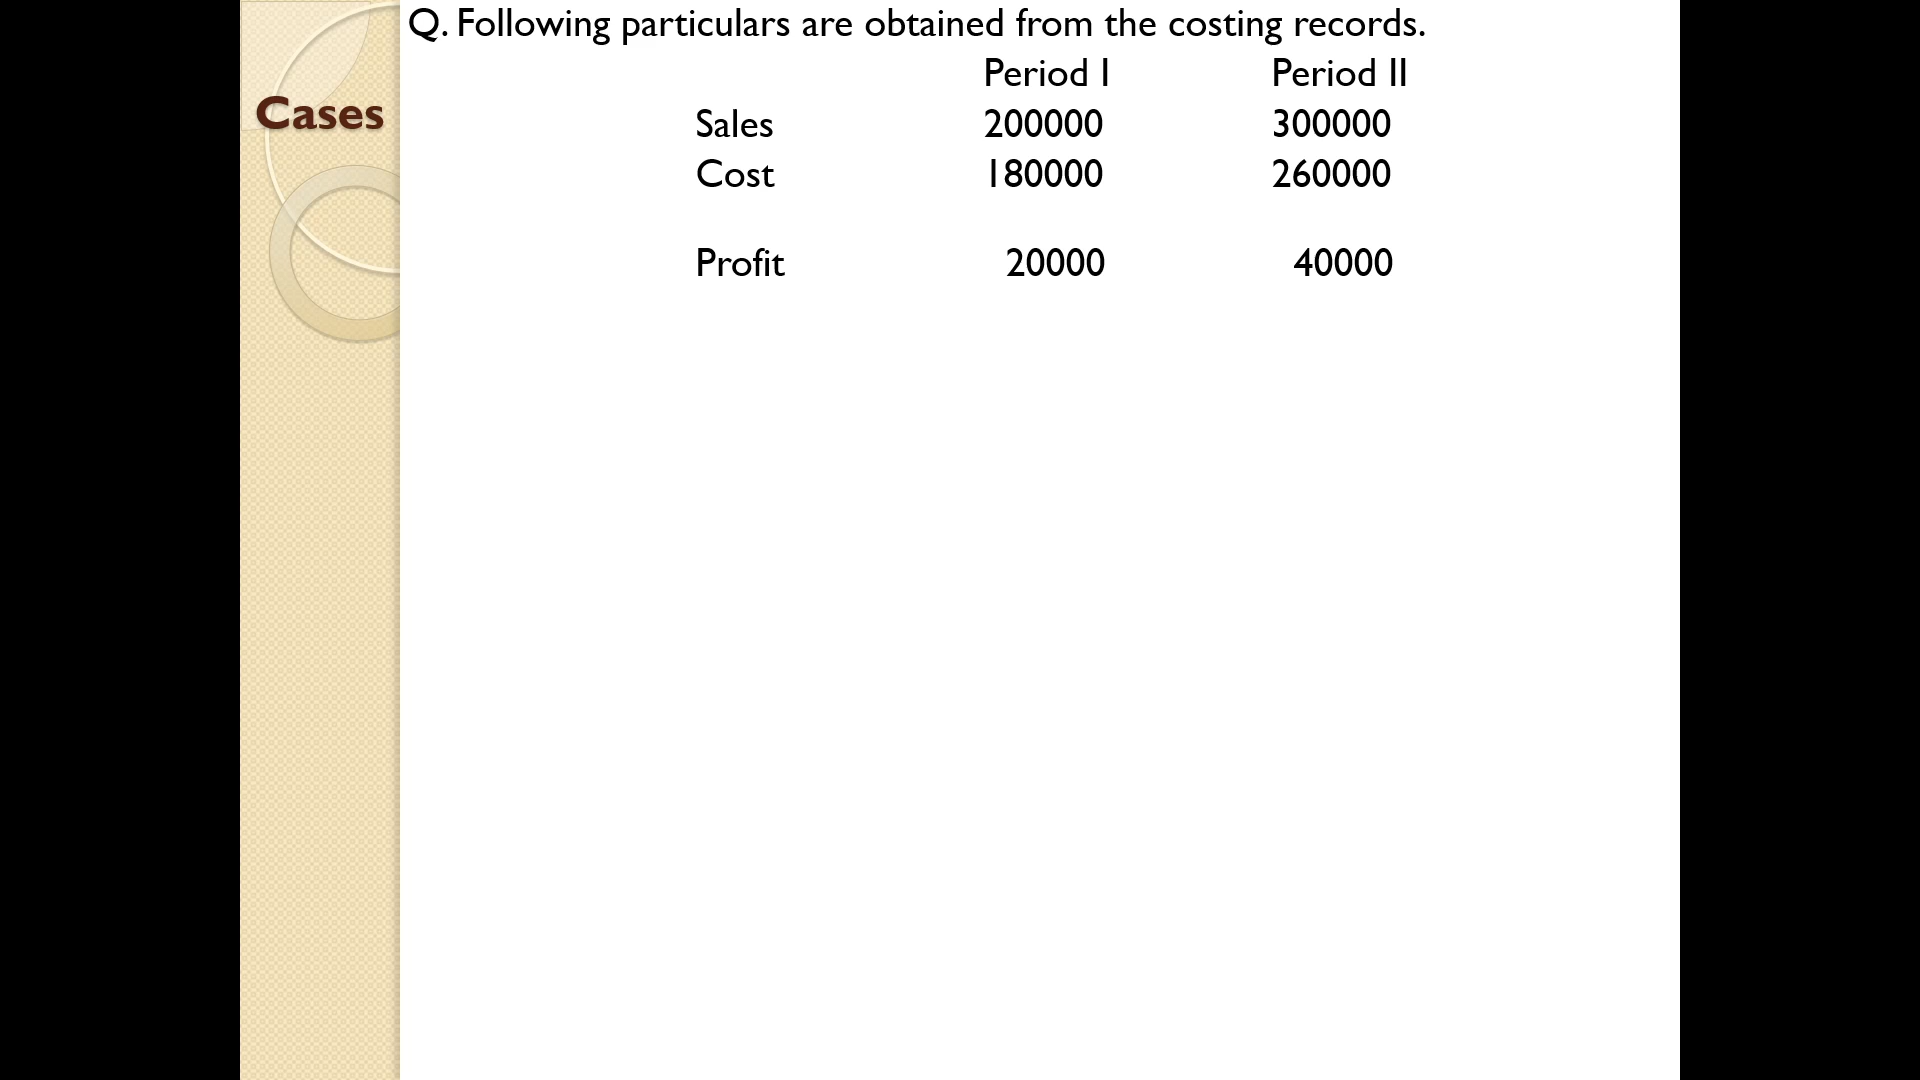 Cases
Q. Following particulars are obtained from the costing records.
Period I Period II
Sales 200000 300000
Cost 180000 260000
Profit 20000 40000